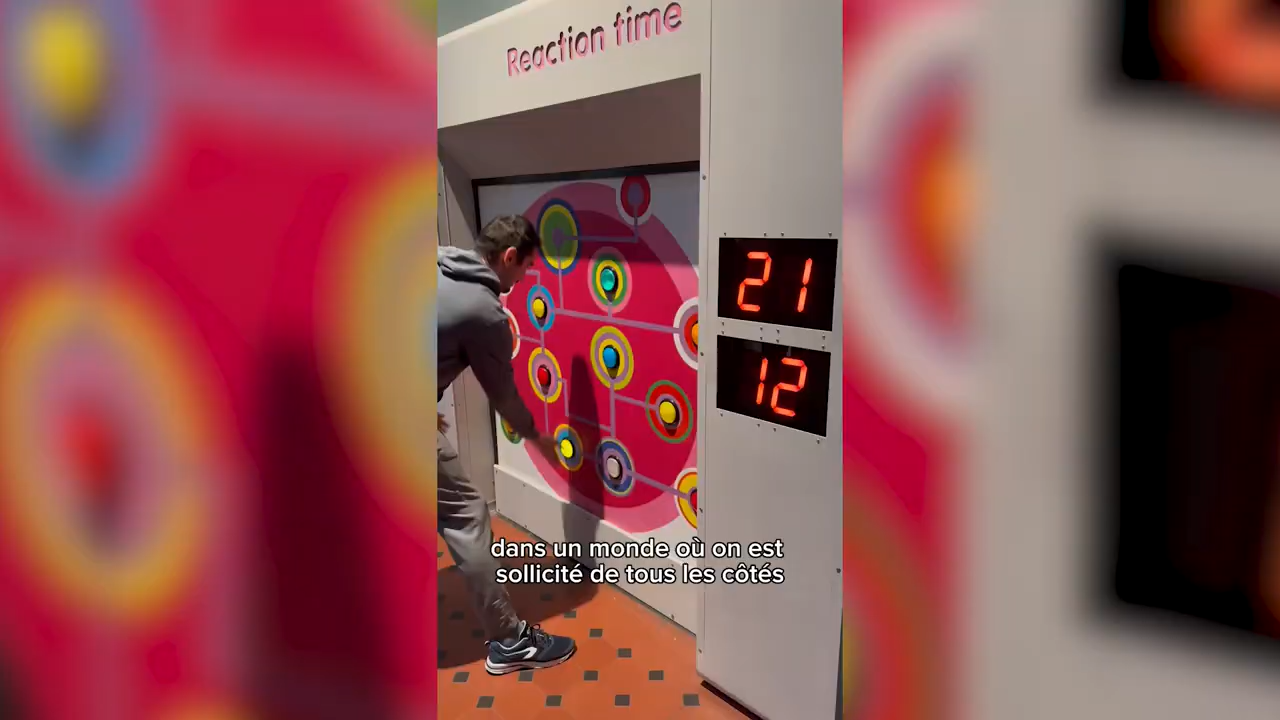 Reaction time
21
12
dans un monde où on est
sollicité de tous les côtés